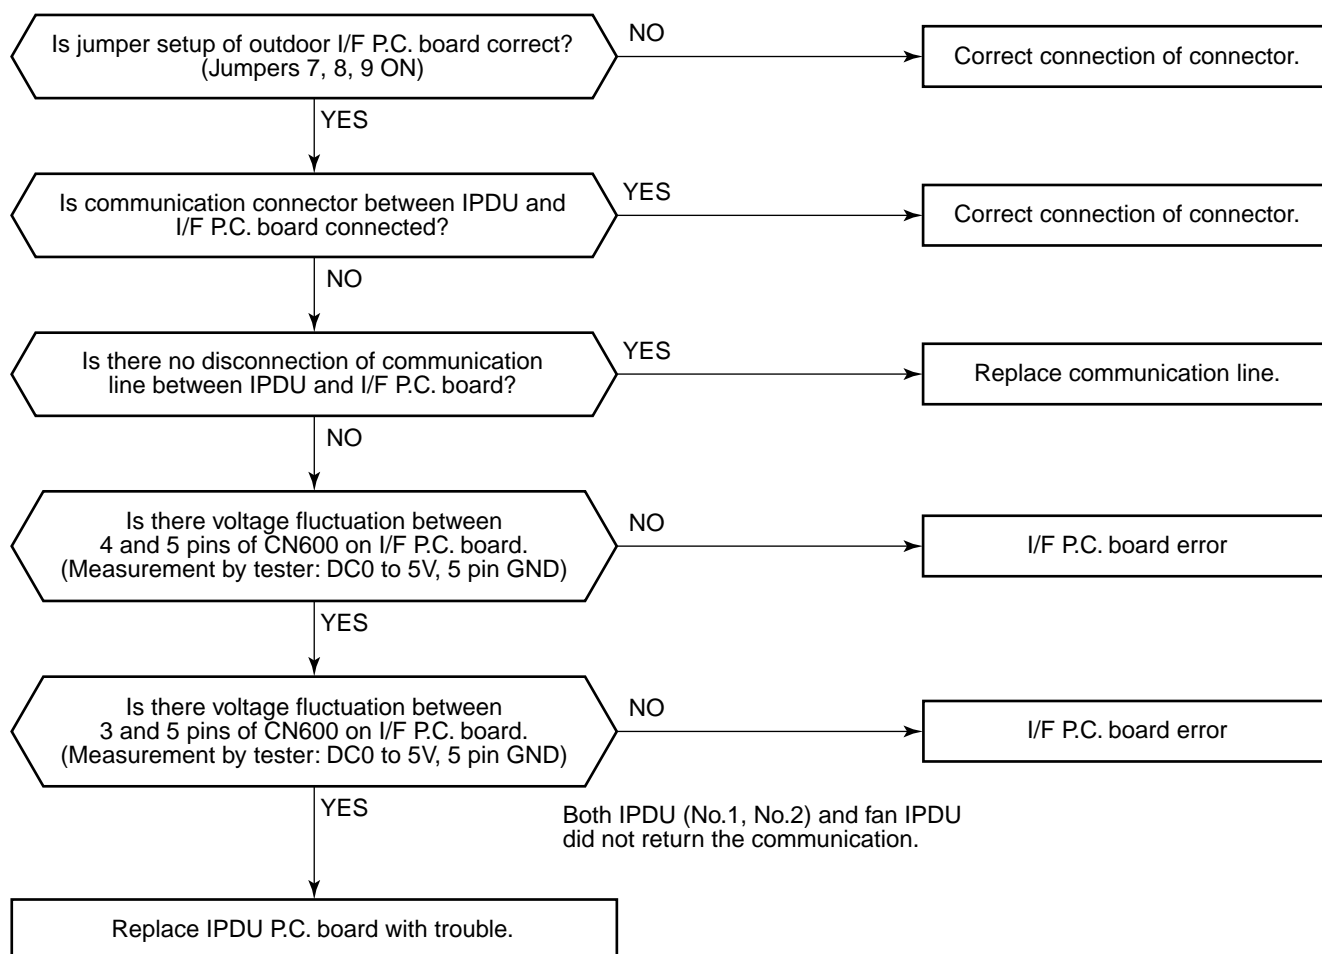 Is jumper setup of outdoor I/F P.C. board correct?
(Jumpers 7, 8, 9 ON)
NO
Correct connection of connector.
YES
Is communication connector between IPDU and
I/F P.C. board connected?
YES
Correct connection of connector.
NO
Is there no disconnection of communication
line between IPDU and I/F P.C. board?
YES
Replace communication line.
NO
Is there voltage fluctuation between
4 and 5 pins of CN600 on I/F P.C. board.
(Measurement by tester: DC0 to 5V, 5 pin GND)
NO
I/F P.C. board error
YES
Is there voltage fluctuation between
3 and 5 pins of CN600 on I/F P.C. board.
(Measurement by tester: DC0 to 5V, 5 pin GND)
NO
I/F P.C. board error
YES
Both IPDU (No.1, No.2) and fan IPDU
did not return the communication.
Replace IPDU P.C. board with trouble.